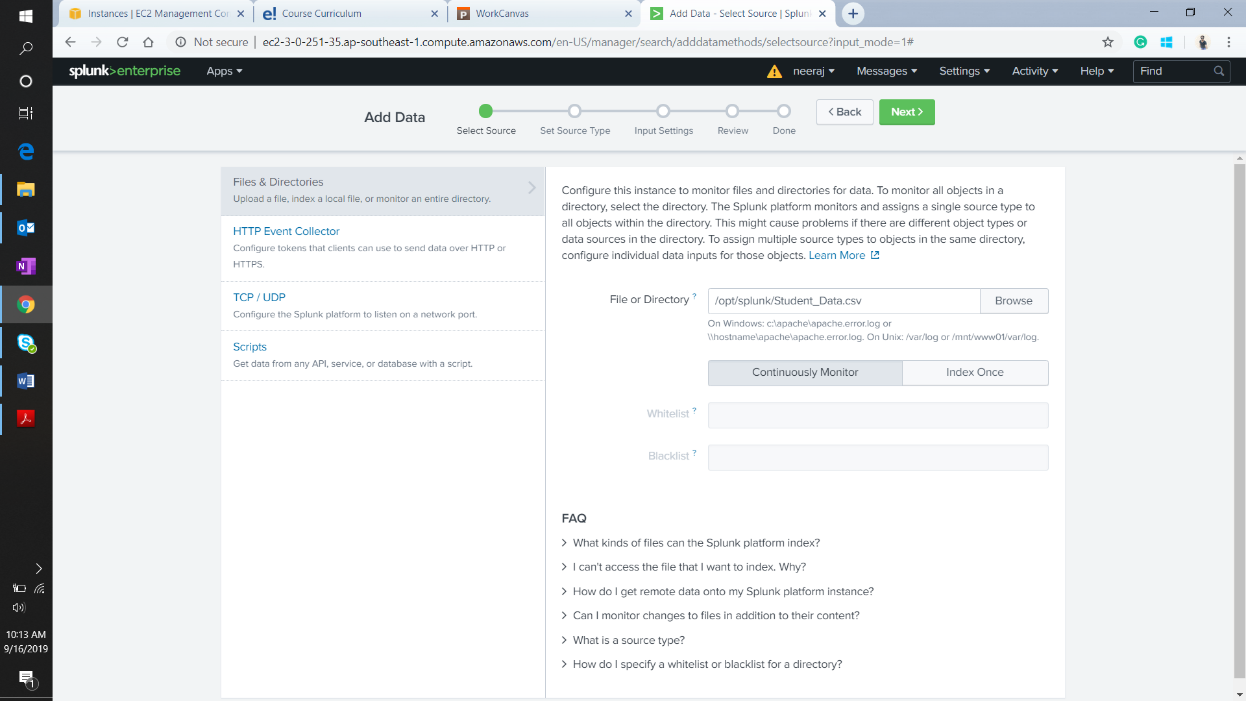 Instances | EC2 Management Con
Course Curriculum
WorkCanvas
Add Data - Select Source | Splun
Not secure | ec2-3-0-251-35.ap-southeast-1.compute.amazonaws.com/en-US/manager/search/adddatamethods/selectsource?input_mode=1#
splunk>enterprise Apps neeraj Messages Settings Activity Help Find
Add Data
Select Source Set Source Type Input Settings Review Done
< Back Next >
Files & Directories
Upload a file, index a local file, or monitor an entire directory.
HTTP Event Collector
Configure tokens that clients can use to send data over HTTP or
HTTPS.
TCP / UDP
Configure the Splunk platform to listen on a network port.
Scripts
Get data from any API, service, or database with a script.
Configure this instance to monitor files and directories for data. To monitor all objects in a
directory, select the directory. The Splunk platform monitors and assigns a single source type to
all objects within the directory. This might cause problems if there are different object types or
data sources in the directory. To assign multiple source types to objects in the same directory,
configure individual data inputs for those objects. Learn More
File or Directory ? /opt/splunk/Student_Data.csv Browse
On Windows: c:\apache\apache.error.log or
\\hostname\apache\apache.error.log. On Unix: /var/log or /mnt/www01/var/log.
Continuously Monitor Index Once
Whitelist ?
Blacklist ?
FAQ
> What kinds of files can the Splunk platform index?
> I can't access the file that I want to index. Why?
> How do I get remote data onto my Splunk platform instance?
> Can I monitor changes to files in addition to their content?
> What is a source type?
> How do I specify a whitelist or blacklist for a directory?
10:13 AM
9/16/2019
1